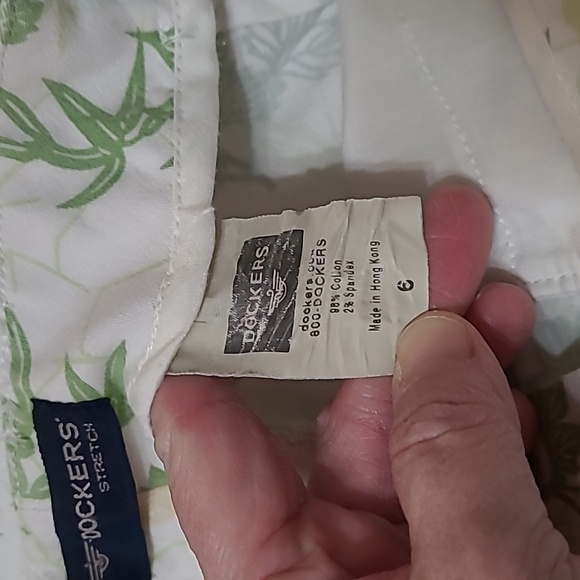 DOCKERS
dockers.com
800-DOCKERS
98% Cotton
2% Spandex
Made in Hong Kong
6
DOCKERS
STRETCH